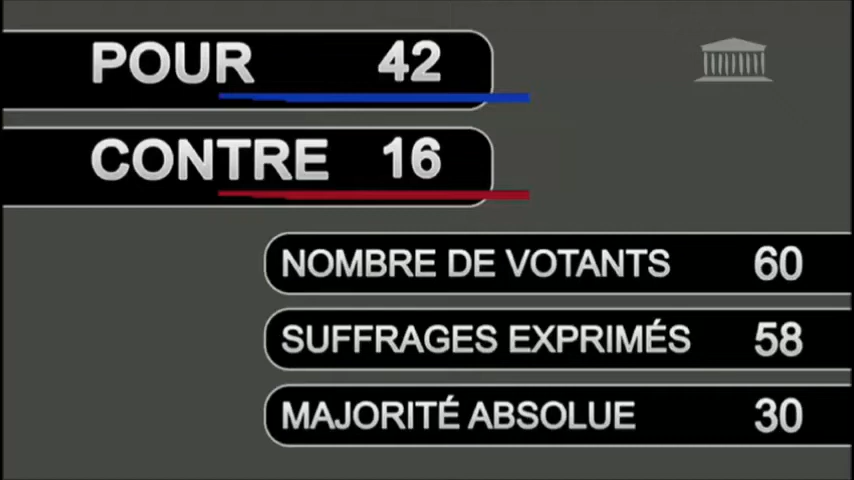 POUR 42
CONTRE 16
NOMBRE DE VOTANTS 60
SUFFRAGES EXPRIMÉS 58
MAJORITÉ ABSOLUE 30